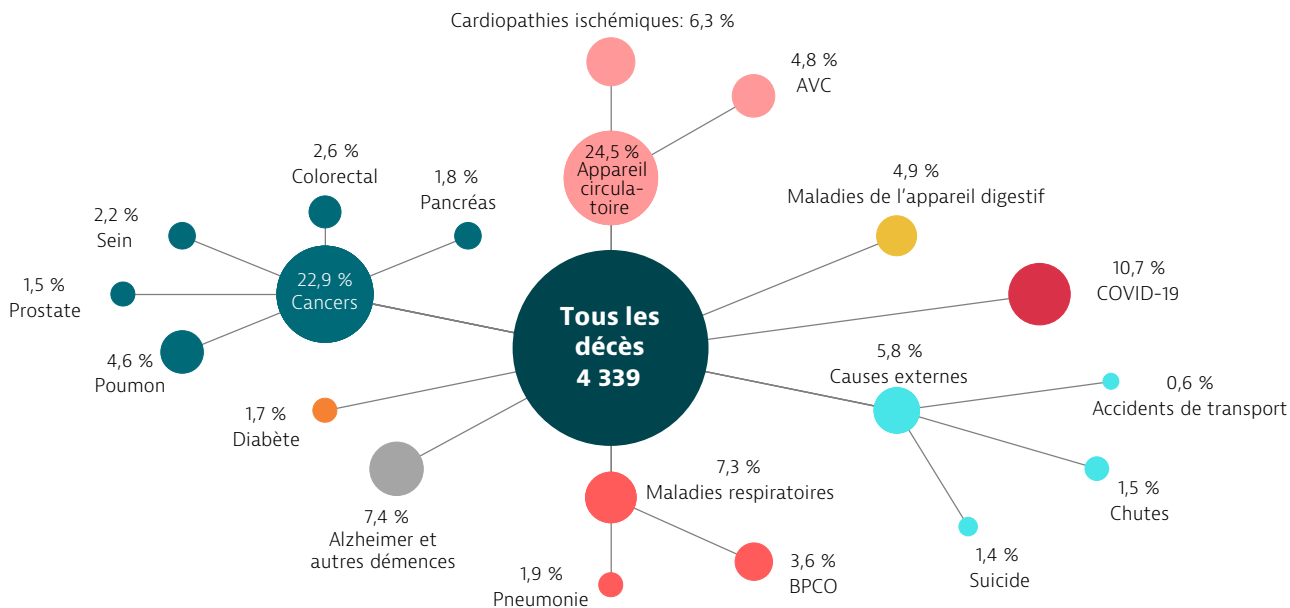 Cardiopathies ischémiques: 6,3 %
4,8 %
AVC
24,5 %
Appareil
circula-
toire
2,6 %
Colorectal
1,8 %
Pancréas
2,2 %
Sein
22,9 %
Cancers
1,5 %
Prostate
4,6 %
Poumon
4,9 %
Maladies de l’appareil digestif
10,7 %
COVID-19
Tous les
décès
4 339
5,8 %
Causes externes
0,6 %
Accidents de transport
1,5 %
Chutes
1,4 %
Suicide
1,7 %
Diabète
7,4 %
Alzheimer et
autres démences
7,3 %
Maladies respiratoires
3,6 %
BPCO
1,9 %
Pneumonie